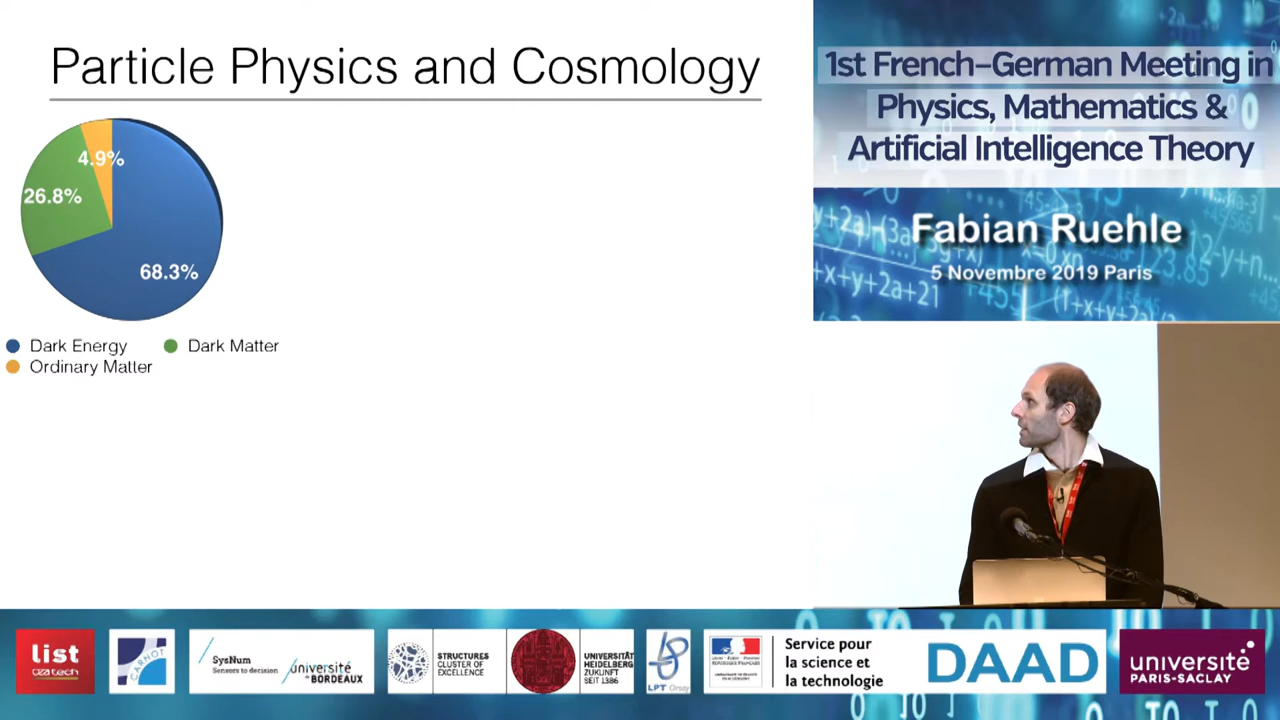 Particle Physics and Cosmology
4.9%
26.8%
68.3%
Dark Energy
Dark Matter
Ordinary Matter
1st French–German Meeting in
Physics, Mathematics &
Artificial Intelligence Theory
Fabian Ruehle
5 Novembre 2019 Paris
list
CARNOT
SysNum
Sensors to decision
université
de BORDEAUX
STRUCTURES
CLUSTER OF
EXCELLENCE
UNIVERSITÄT
HEIDELBERG
ZUKUNFT
SEIT 1386
LPT Orsay
Service pour
la science et
la technologie
DAAD
université
PARIS-SACLAY